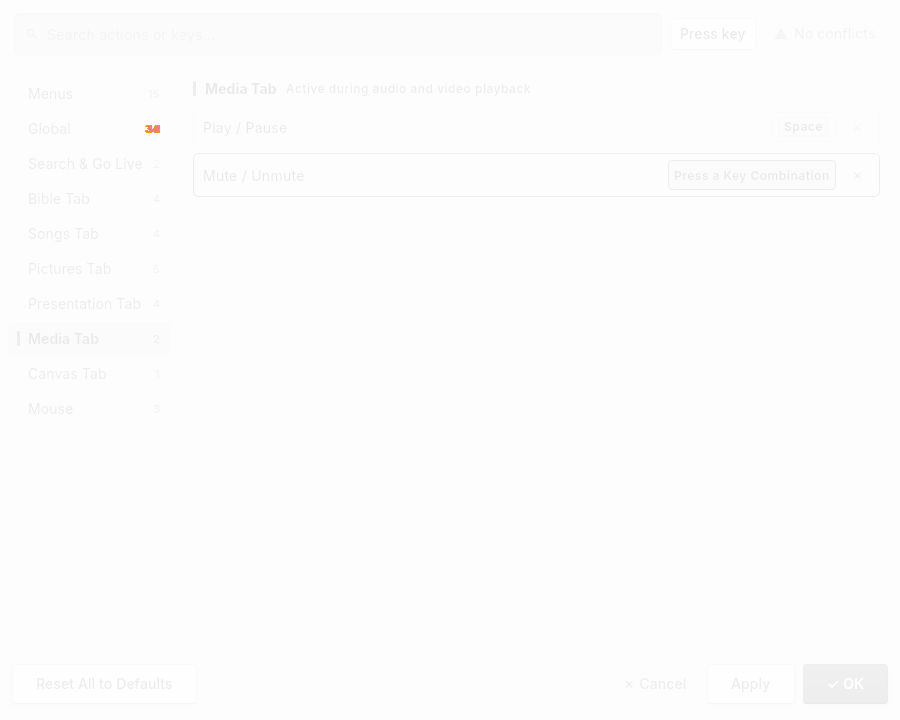 Search actions or keys...
Press key
No conflicts
Menus 15
Global
Search & Go Live 2
Bible Tab 4
Songs Tab 4
Pictures Tab 6
Presentation Tab 4
Media Tab 2
Canvas Tab 1
Mouse 3
Media Tab Active during audio and video playback
Play / Pause Space ×
Mute / Unmute Press a Key Combination ×
Reset All to Defaults
× Cancel
Apply
✓ OK